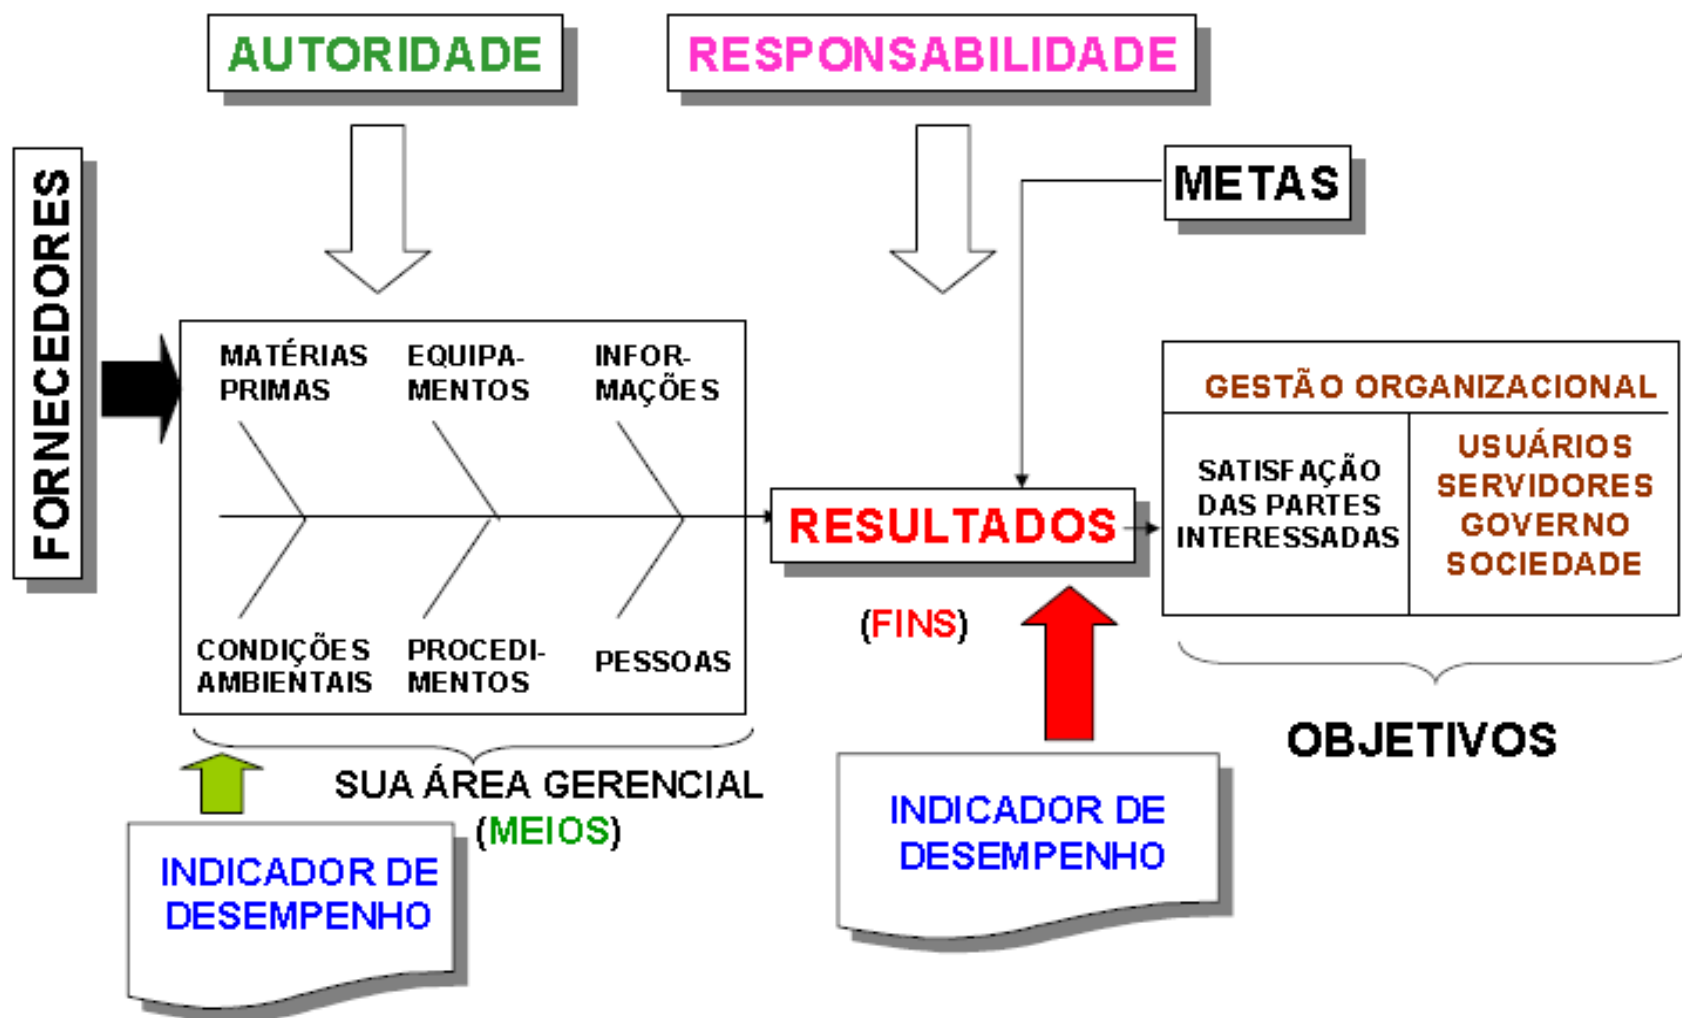 AUTORIDADE
RESPONSABILIDADE
METAS
FORNECEDORES
MATÉRIAS
PRIMAS
EQUIPA-
MENTOS
INFOR-
MAÇÕES
CONDIÇÕES
AMBIENTAIS
PROCEDI-
MENTOS
PESSOAS
RESULTADOS
(FINS)
GESTÃO ORGANIZACIONAL
SATISFAÇÃO
DAS PARTES
INTERESSADAS
USUÁRIOS
SERVIDORES
GOVERNO
SOCIEDADE
OBJETIVOS
SUA ÁREA GERENCIAL
(MEIOS)
INDICADOR DE
DESEMPENHO
INDICADOR DE
DESEMPENHO